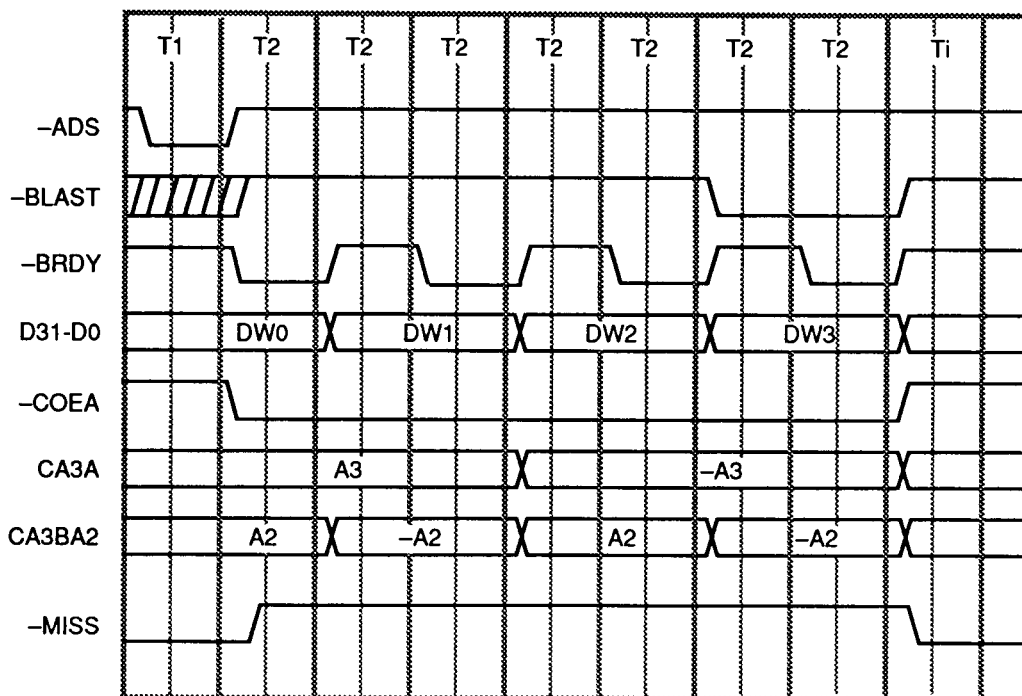 T1 T2 T2 T2 T2 T2 T2 T2 Ti
–ADS
–BLAST
–BRDY
D31-D0 DW0 DW1 DW2 DW3
–COEA
CA3A A3 –A3
CA3BA2 A2 –A2 A2 –A2
–MISS